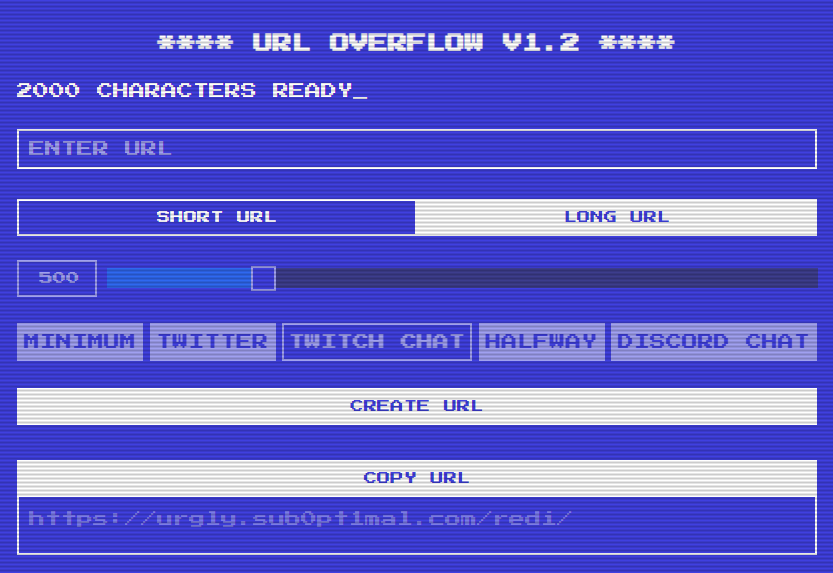 **** URL OVERFLOW V1.2 ****
2000 CHARACTERS READY_
ENTER URL
SHORT URL LONG URL
500
MINIMUM TWITTER TWITCH CHAT HALFWAY DISCORD CHAT
CREATE URL
COPY URL
https://urgly.sub0pt1mal.com/redi/